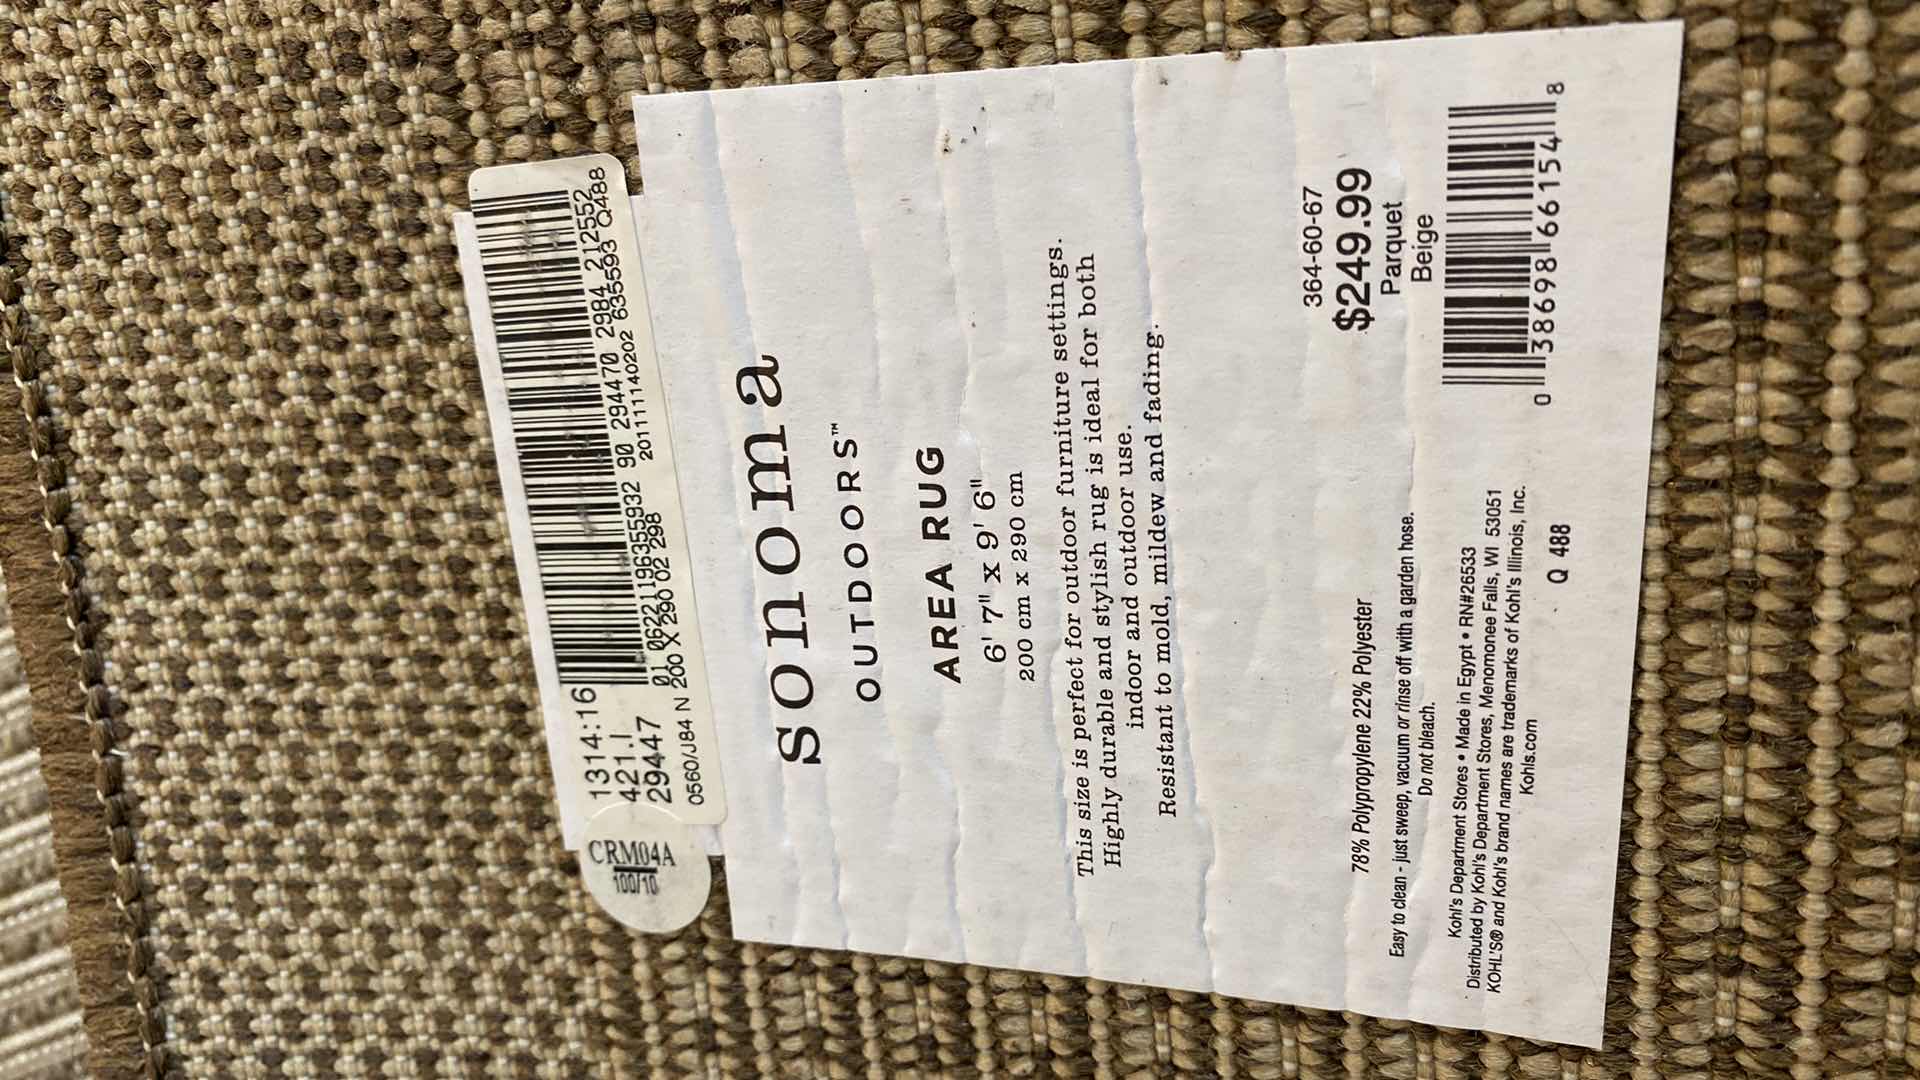 1314:16
421.I
29447
01 062211963555932 90 294470 2984 212552
200 X 290 02 298
20111140202 635593 Q488
0560/J84 N
CRM04A
100/10
sonoma
OUTDOORS™
AREA RUG
6' 7" x 9' 6"
200 cm x 290 cm
This size is perfect for outdoor furniture settings.
Highly durable and stylish rug is ideal for both
indoor and outdoor use.
Resistant to mold, mildew and fading.
364-60-67
$249.99
Parquet
Beige
78% Polypropylene 22% Polyester
Easy to clean - just sweep, vacuum or rinse off with a garden hose.
Do not bleach.
Kohl's Department Stores • Made in Egypt • RN#26533
Distributed by Kohl's Department Stores, Menomonee Falls, WI 53051
KOHL'S® and Kohl's brand names are trademarks of Kohl's Illinois, Inc.
Kohls.com
Q 488
0 38698 66154 8